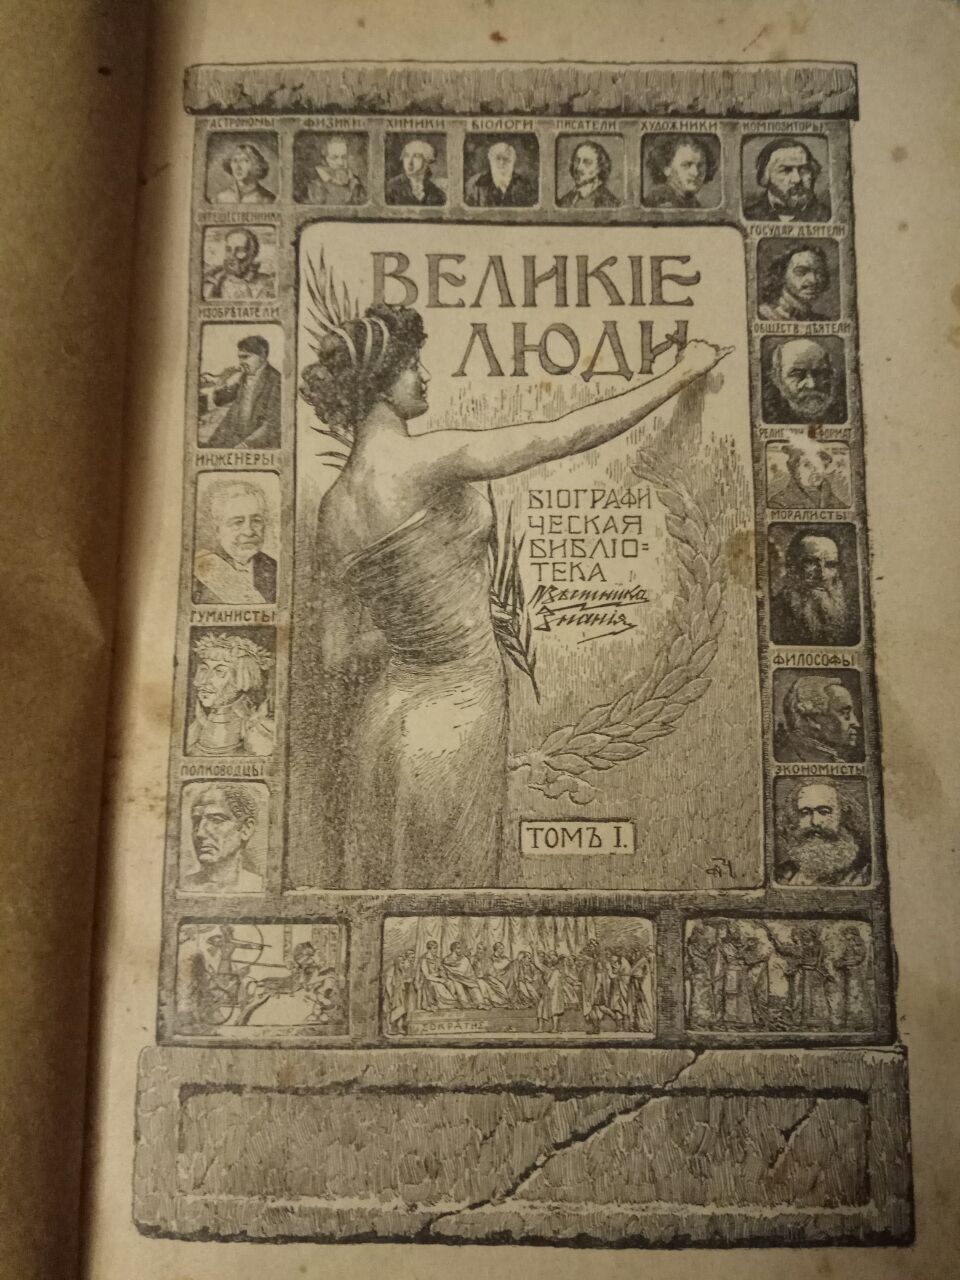 АСТРОНОМЫ ФИЗИКИ ХИМИКИ БІОЛОГИ ПИСАТЕЛИ ХУДОЖНИКИ КОМПОЗИТОРЫ
ПУТЕШЕСТВЕННИКИ
ГОСУДАР. ДѢЯТЕЛИ
ИЗОБРѢТАТЕЛИ
ОБЩЕСТВ. ДѢЯТЕЛИ
ИНЖЕНЕРЫ
МОРАЛИСТЫ
ГУМАНИСТЫ
ФИЛОСОФЫ
ПОЛКОВОДЦЫ
ЭКОНОМИСТЫ
ВЕЛИКІЕ
ЛЮДИ
БІОГРАФИ
ЧЕСКАЯ
БИБЛІО=
ТЕКА
Вѣстника
Знанія
ТОМЪ I.
ΣΟΚΡΑΤΗΣ